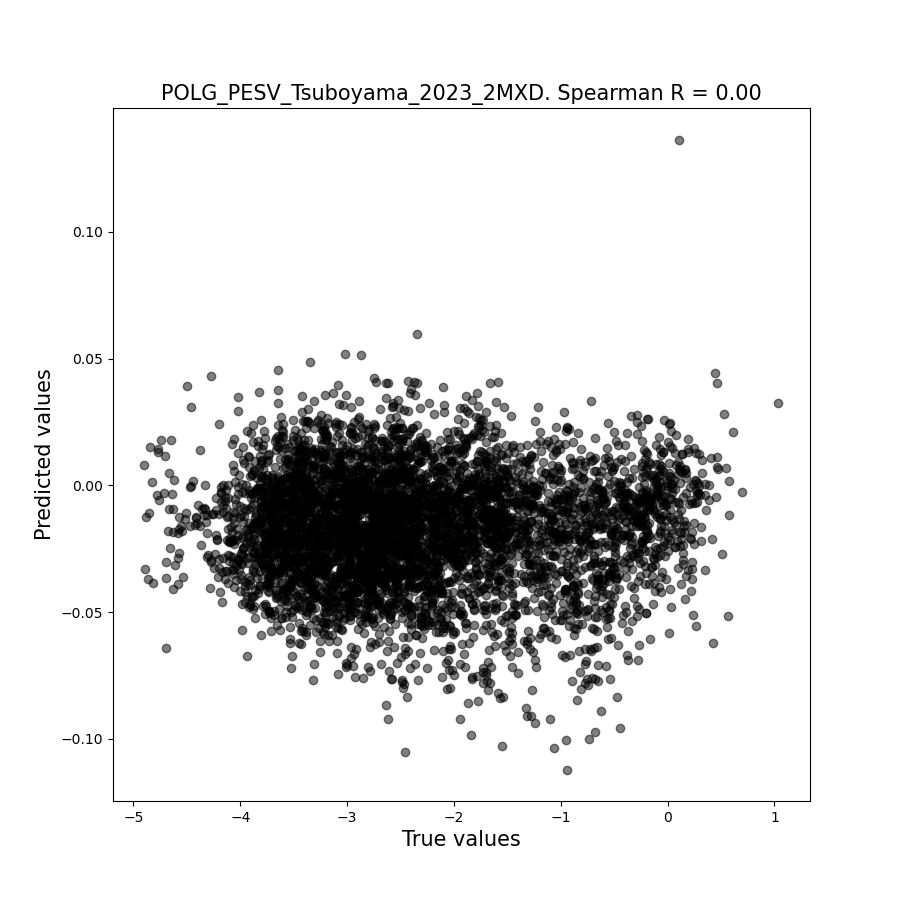 POLG_PESV_Tsuboyama_2023_2MXD. Spearman R = 0.00
0.10
0.05
0.00
−0.05
−0.10
Predicted values
−5 −4 −3 −2 −1 0 1
True values